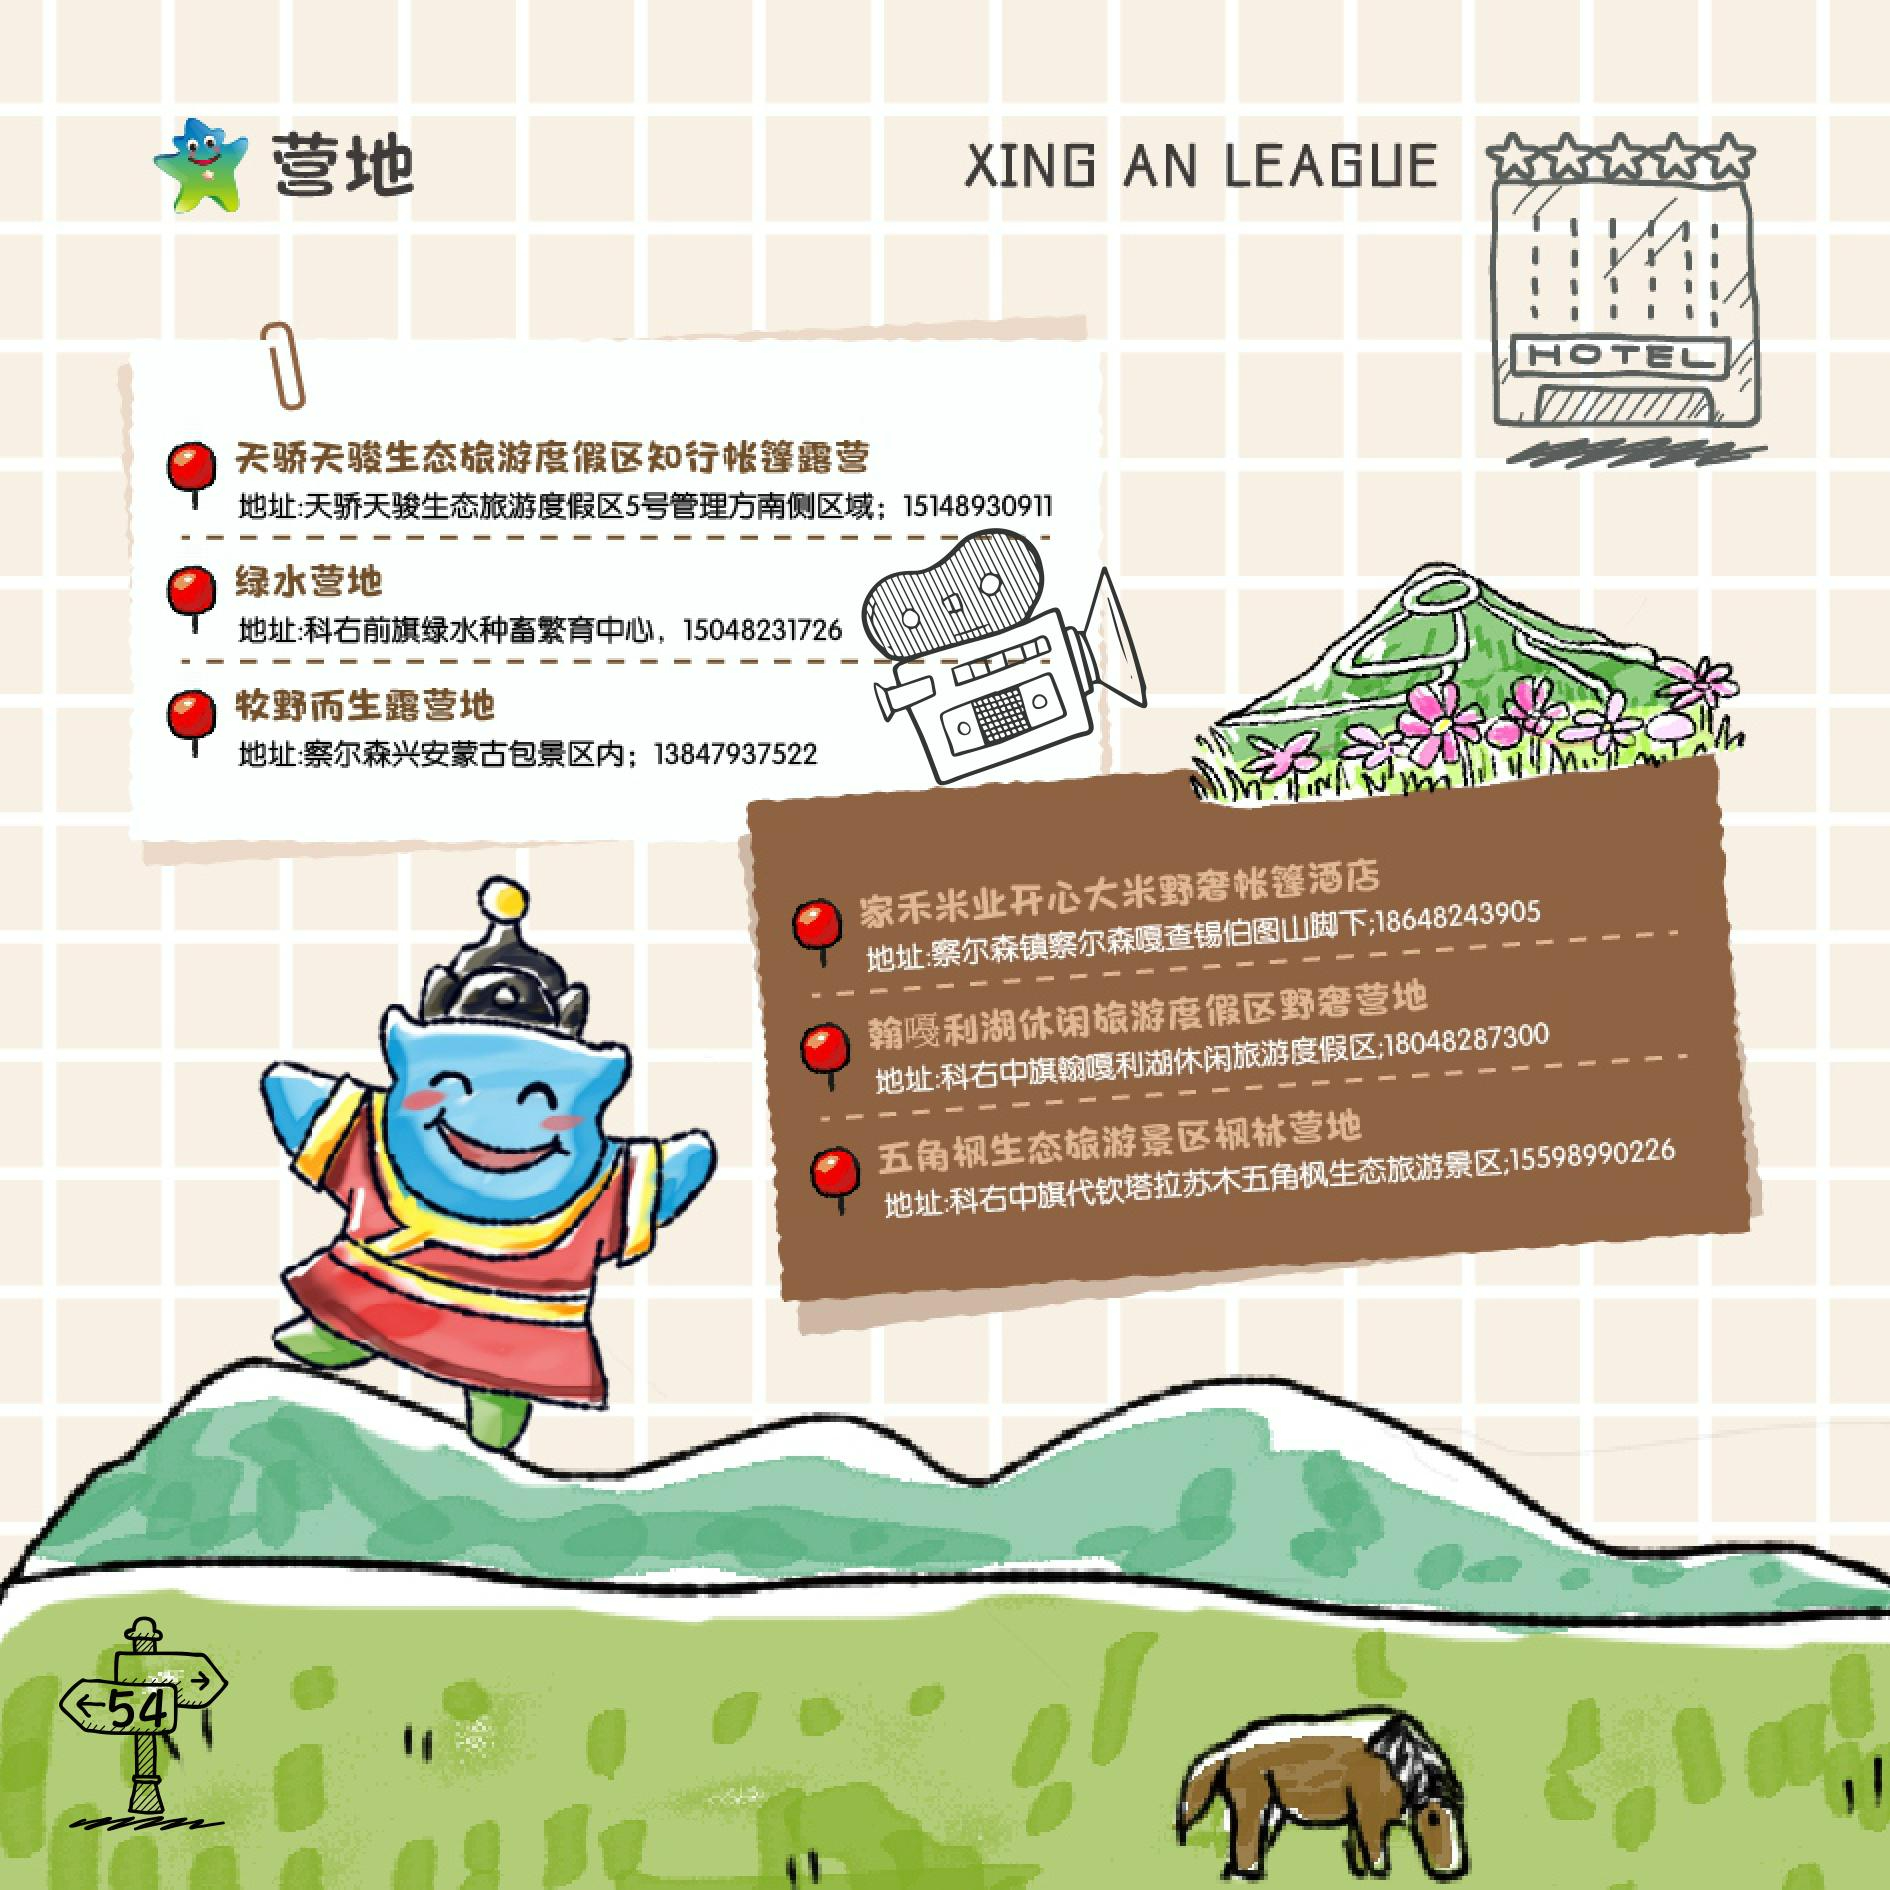 营地
XING AN LEAGUE
HOTEL
天骄天骏生态旅游度假区知行帐篷露营
地址:天骄天骏生态旅游度假区5号管理方南侧区域；15148930911
绿水营地
地址:科右前旗绿水种畜繁育中心，15048231726
牧野而生露营地
地址:察尔森兴安蒙古包景区内；13847937522
家禾米业开心大米野奢帐篷酒店
地址:察尔森镇察尔森嘎查锡伯图山脚下;18648243905
翰嘎利湖休闲旅游度假区野奢营地
地址:科右中旗翰嘎利湖休闲旅游度假区;18048287300
五角枫生态旅游景区枫林营地
地址:科右中旗代钦塔拉苏木五角枫生态旅游景区;15598990226
54